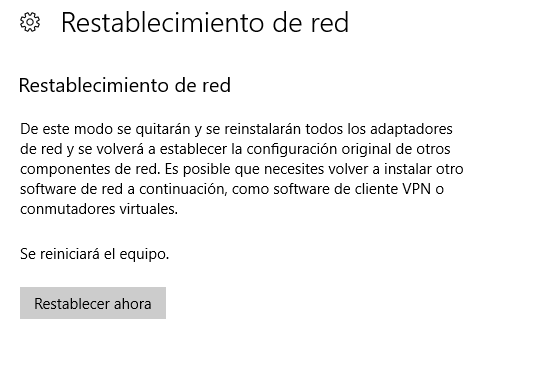 Restablecimiento de red
Restablecimiento de red
De este modo se quitarán y se reinstalarán todos los adaptadores
de red y se volverá a establecer la configuración original de otros
componentes de red. Es posible que necesites volver a instalar otro
software de red a continuación, como software de cliente VPN o
conmutadores virtuales.
Se reiniciará el equipo.
Restablecer ahora